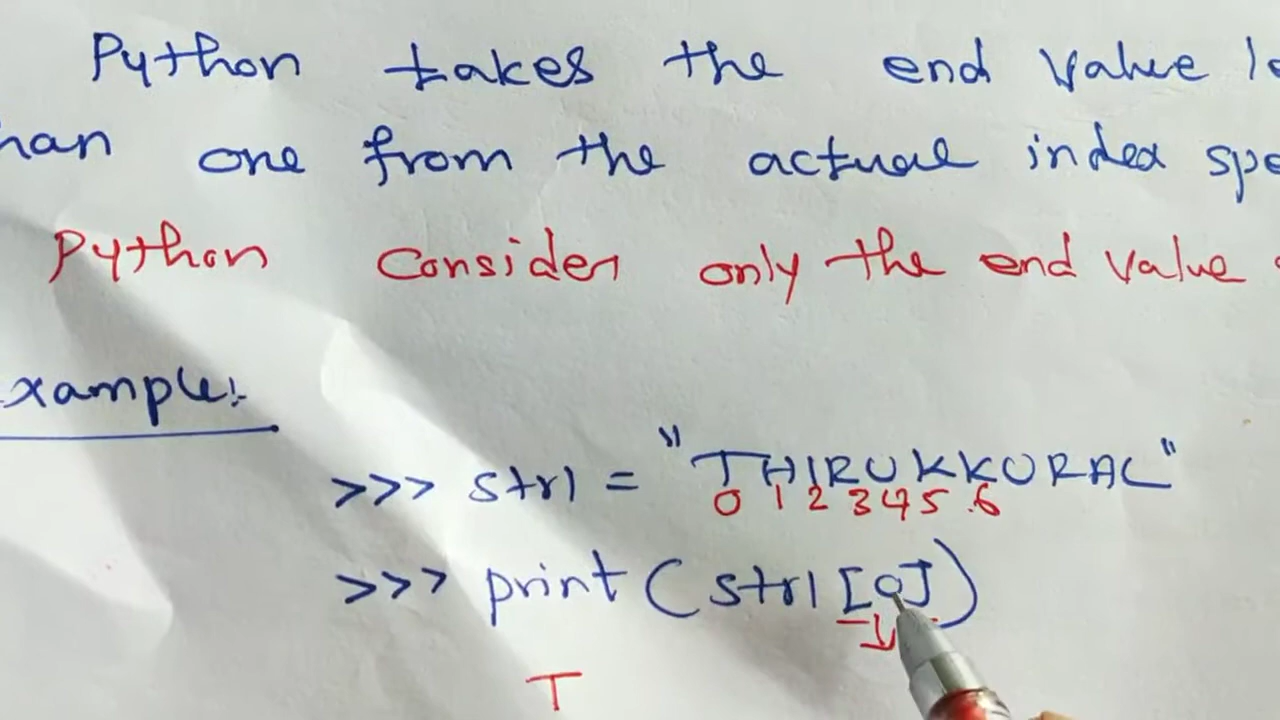 Python takes the end value
one from the actual index
Python Consider only the end value
xample:
>>> str1 = "THIRUKKURAL"
0 1 2 3 4 5 6
>>> print (str1 [0])
T